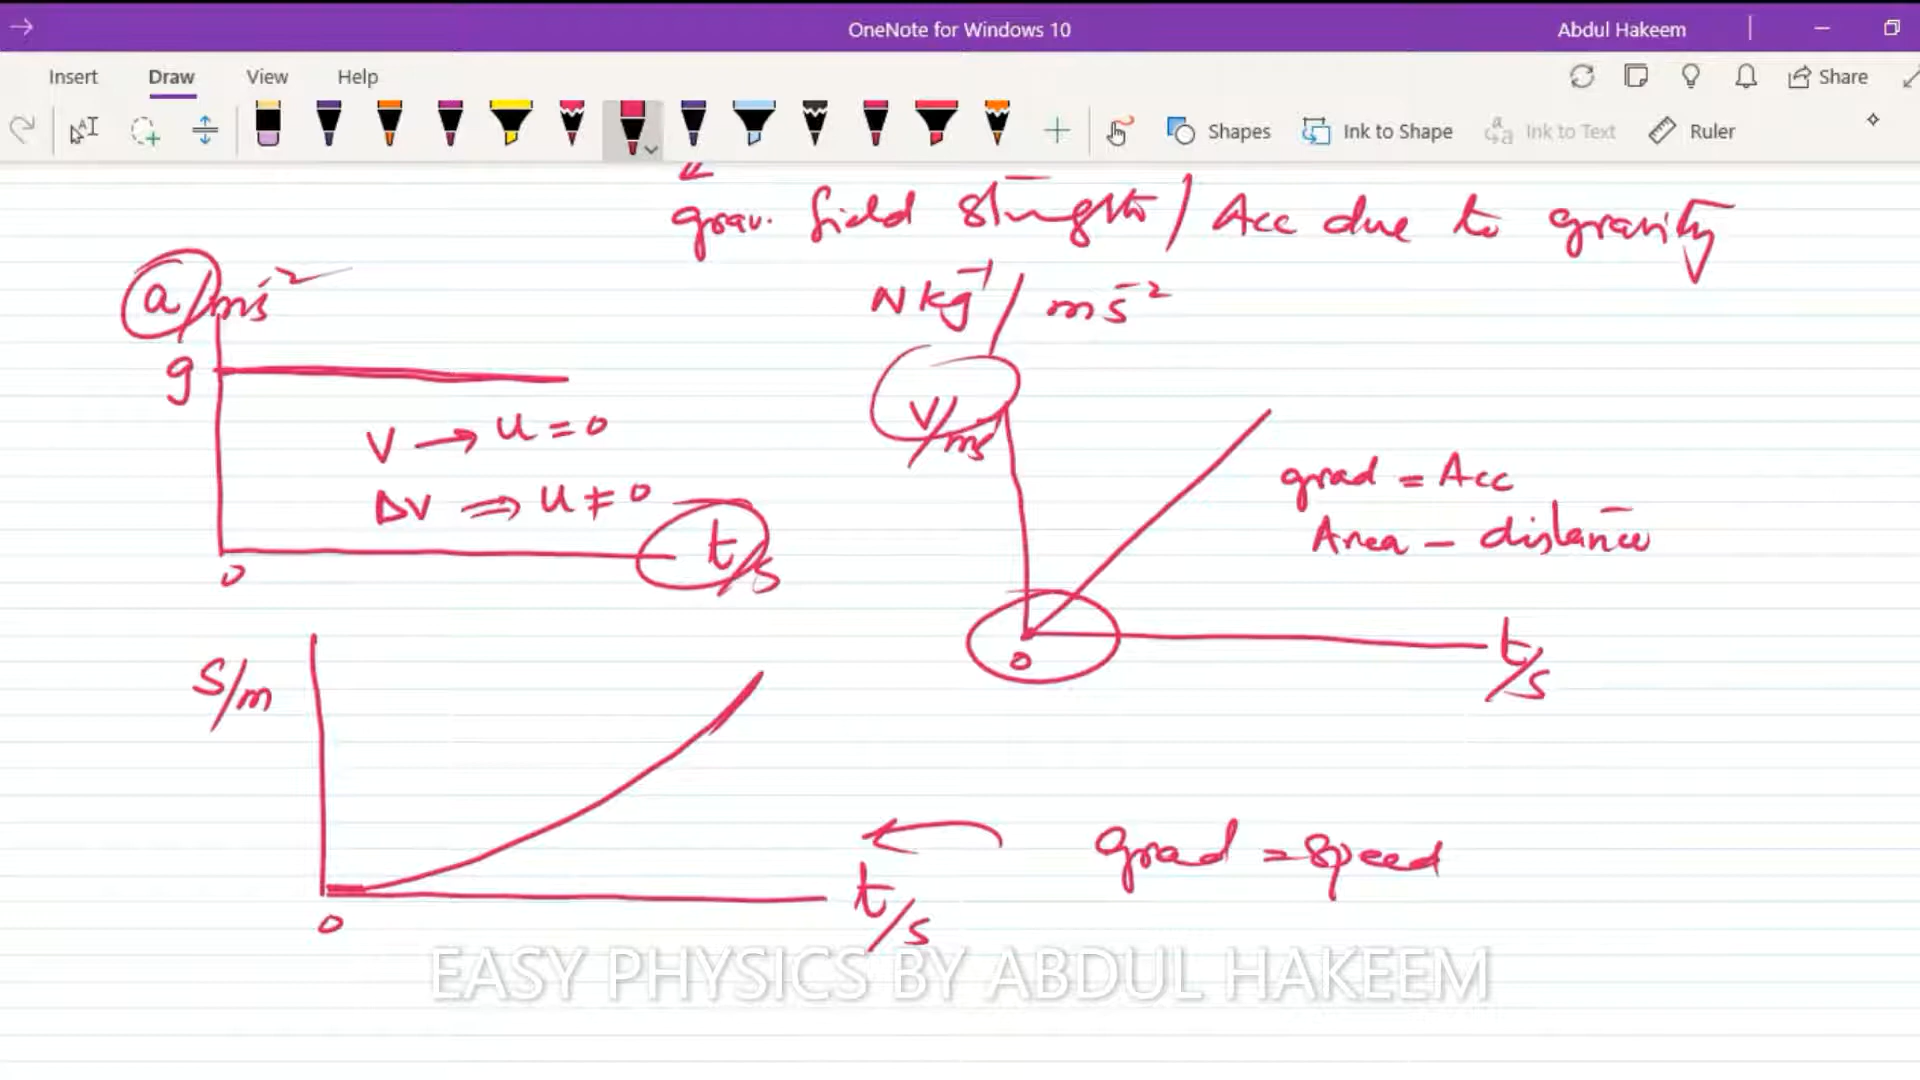 OneNote for Windows 10
Abdul Hakeem
Insert
Draw
View
Help
Share
Shapes
Ink to Shape
Ink to Text
Ruler
grav. field strength / Acc due to gravity
a/ms⁻²
N kg⁻¹ / ms⁻²
g
V → u = 0
ΔV ⇒ u ≠ 0
t/s
0
V/ms⁻¹
grad = Acc
Area - distance
0
t/s
S/m
grad = speed
t/s
0
EASY PHYSICS BY ABDUL HAKEEM